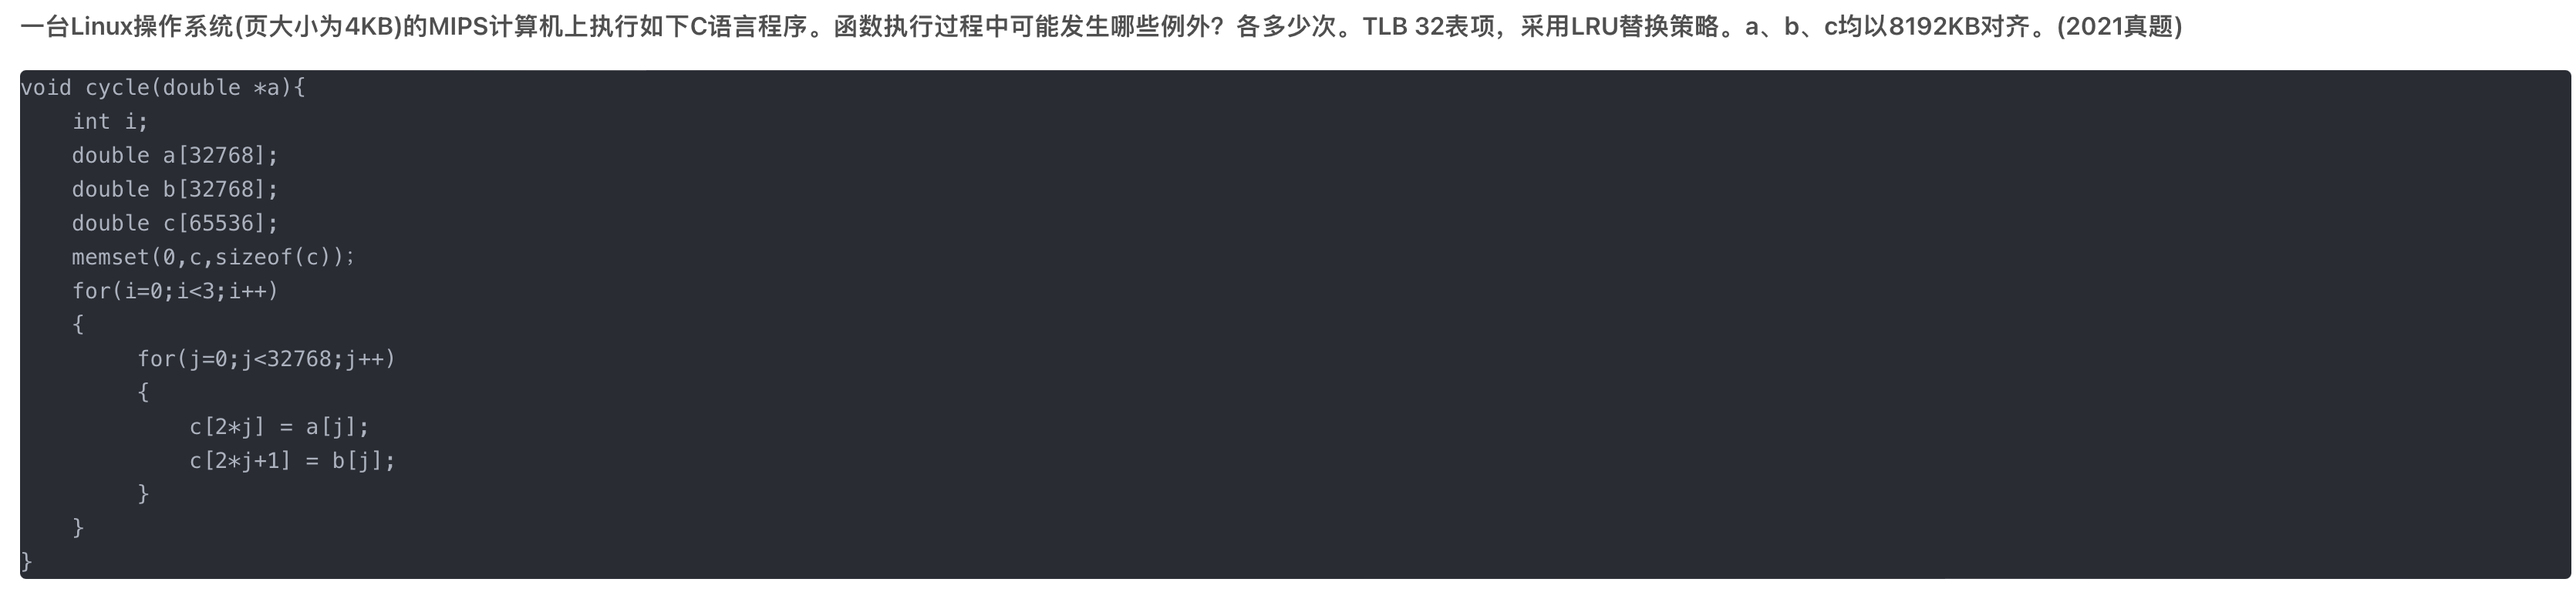 一台Linux操作系统(页大小为4KB)的MIPS计算机上执行如下C语言程序。函数执行过程中可能发生哪些例外？各多少次。TLB 32表项，采用LRU替换策略。a、b、c均以8192KB对齐。(2021真题)
void cycle(double *a){
    int i;
    double a[32768];
    double b[32768];
    double c[65536];
    memset(0,c,sizeof(c));
    for(i=0;i<3;i++)
    {
         for(j=0;j<32768;j++)
         {
             c[2*j] = a[j];
             c[2*j+1] = b[j];
         }
    }
}